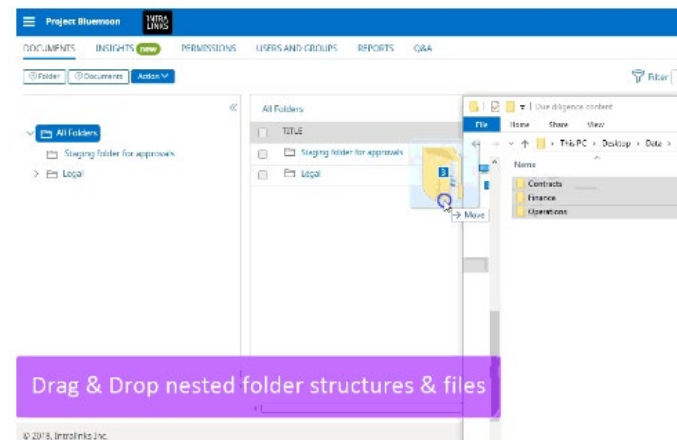 Project Bluemoon
INTRA
LINKS
DOCUMENTS INSIGHTS new PERMISSIONS USERS AND GROUPS REPORTS Q&A
Folder Documents Action Filter
All Folders
Staging folder for approvals
Legal
All Folders
TITLE
Staging folder for approvals
Legal
3
→ Move
Due diligence content
File Home Share View
This PC › Desktop › Data ›
Name
Contracts
Finance
Operations
Drag & Drop nested folder structures & files
© 2018, Intralinks Inc.